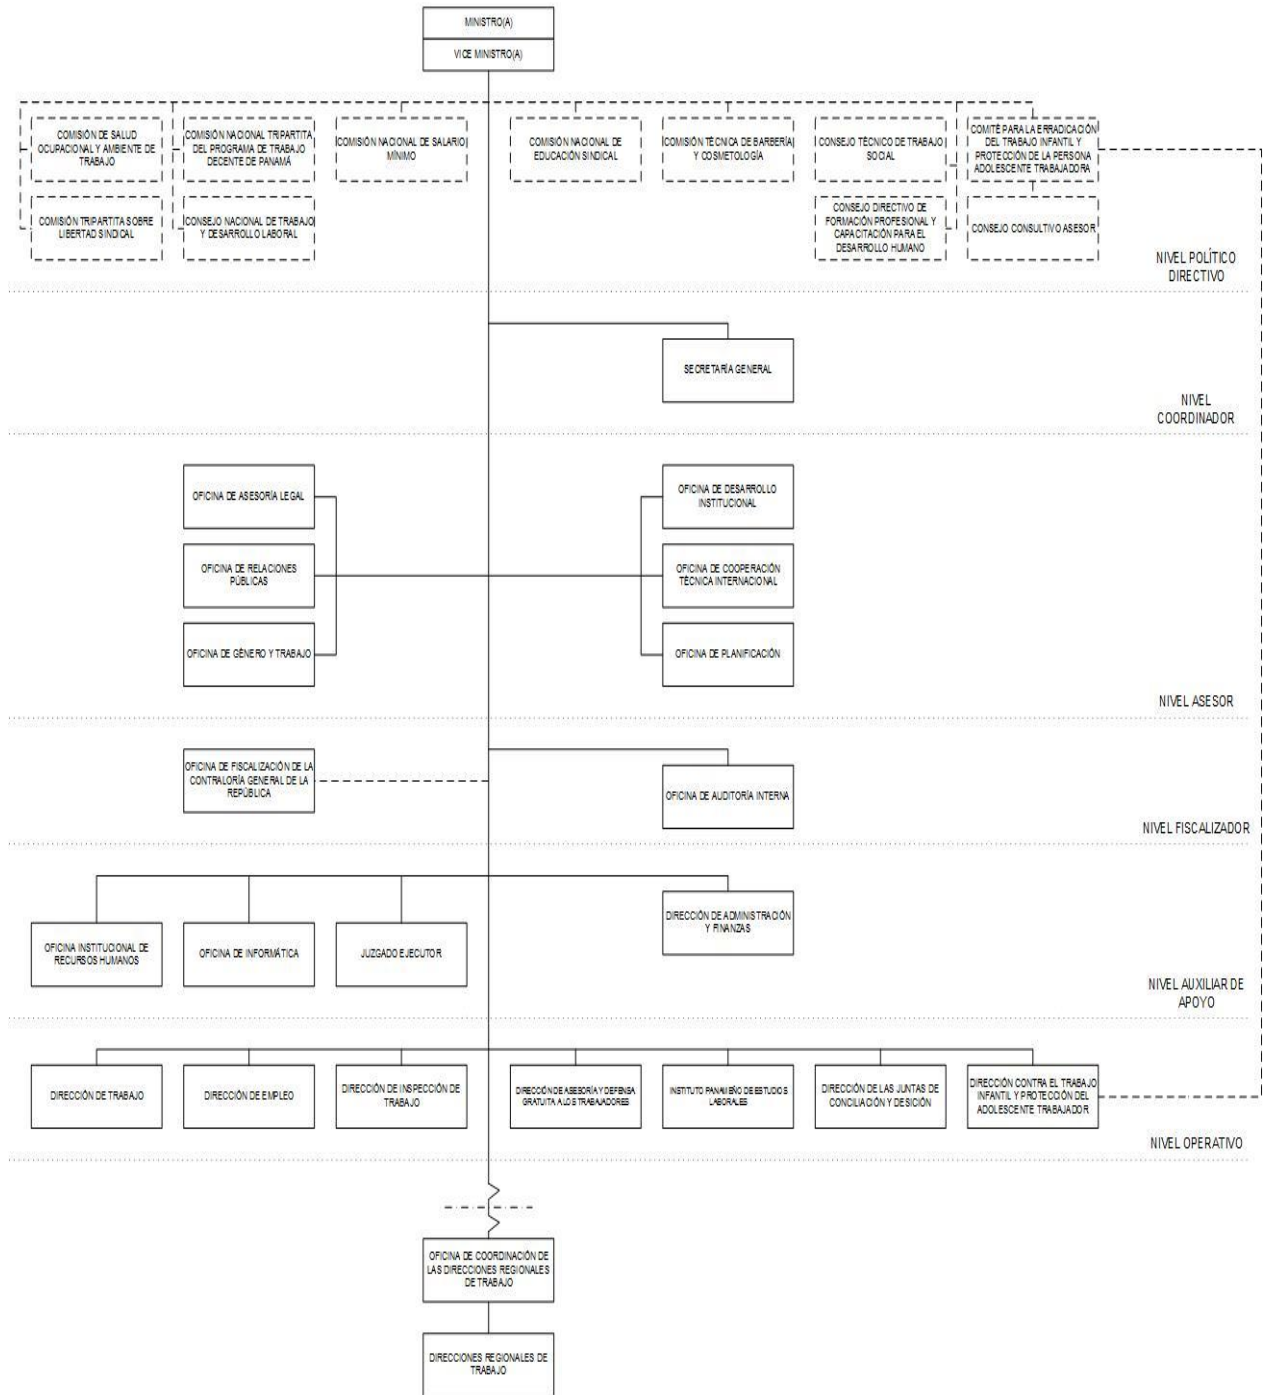 MINISTRO(A)
VICE MINISTRO(A)
COMISIÓN DE SALUD
OCUPACIONAL Y AMBIENTE DE
TRABAJO
COMISIÓN NACIONAL TRIPARTITA
DEL PROGRAMA DE TRABAJO
DECENTE DE PANAMÁ
COMISIÓN NACIONAL DE SALARIO
MÍNIMO
COMISIÓN NACIONAL DE
EDUCACIÓN SINDICAL
COMISIÓN TÉCNICA DE BARBERÍA
Y COSMETOLOGÍA
CONSEJO TÉCNICO DE TRABAJO
SOCIAL
COMITÉ PARA LA ERRADICACIÓN
DEL TRABAJO INFANTIL Y
PROTECCIÓN DE LA PERSONA
ADOLESCENTE TRABAJADORA
COMISIÓN TRIPARTITA SOBRE
LIBERTAD SINDICAL
CONSEJO NACIONAL DE TRABAJO
Y DESARROLLO LABORAL
CONSEJO DIRECTIVO DE
FORMACIÓN PROFESIONAL Y
CAPACITACIÓN PARA EL
DESARROLLO HUMANO
CONSEJO CONSULTIVO ASESOR
NIVEL POLÍTICO
DIRECTIVO
SECRETARÍA GENERAL
NIVEL
COORDINADOR
OFICINA DE ASESORÍA LEGAL
OFICINA DE DESARROLLO
INSTITUCIONAL
OFICINA DE RELACIONES
PÚBLICAS
OFICINA DE COOPERACIÓN
TÉCNICA INTERNACIONAL
OFICINA DE GÉNERO Y TRABAJO
OFICINA DE PLANIFICACIÓN
NIVEL ASESOR
OFICINA DE FISCALIZACIÓN DE LA
CONTRALORÍA GENERAL DE LA
REPÚBLICA
OFICINA DE AUDITORÍA INTERNA
NIVEL FISCALIZADOR
OFICINA INSTITUCIONAL DE
RECURSOS HUMANOS
OFICINA DE INFORMÁTICA
JUZGADO EJECUTOR
DIRECCIÓN DE ADMINISTRACIÓN
Y FINANZAS
NIVEL AUXILIAR DE
APOYO
DIRECCIÓN DE TRABAJO
DIRECCIÓN DE EMPLEO
DIRECCIÓN DE INSPECCIÓN DE
TRABAJO
DIRECCIÓN DE ASESORÍA Y DEFENSA
GRATUITA A LOS TRABAJADORES
INSTITUTO PANAMEÑO DE ESTUDIOS
LABORALES
DIRECCIÓN DE LAS JUNTAS DE
CONCILIACIÓN Y DESICIÓN
DIRECCIÓN CONTRA EL TRABAJO
INFANTIL Y PROTECCIÓN DEL
ADOLESCENTE TRABAJADOR
NIVEL OPERATIVO
OFICINA DE COORDINACIÓN DE
LAS DIRECCIONES REGIONALES
DE TRABAJO
DIRECCIONES REGIONALES DE
TRABAJO